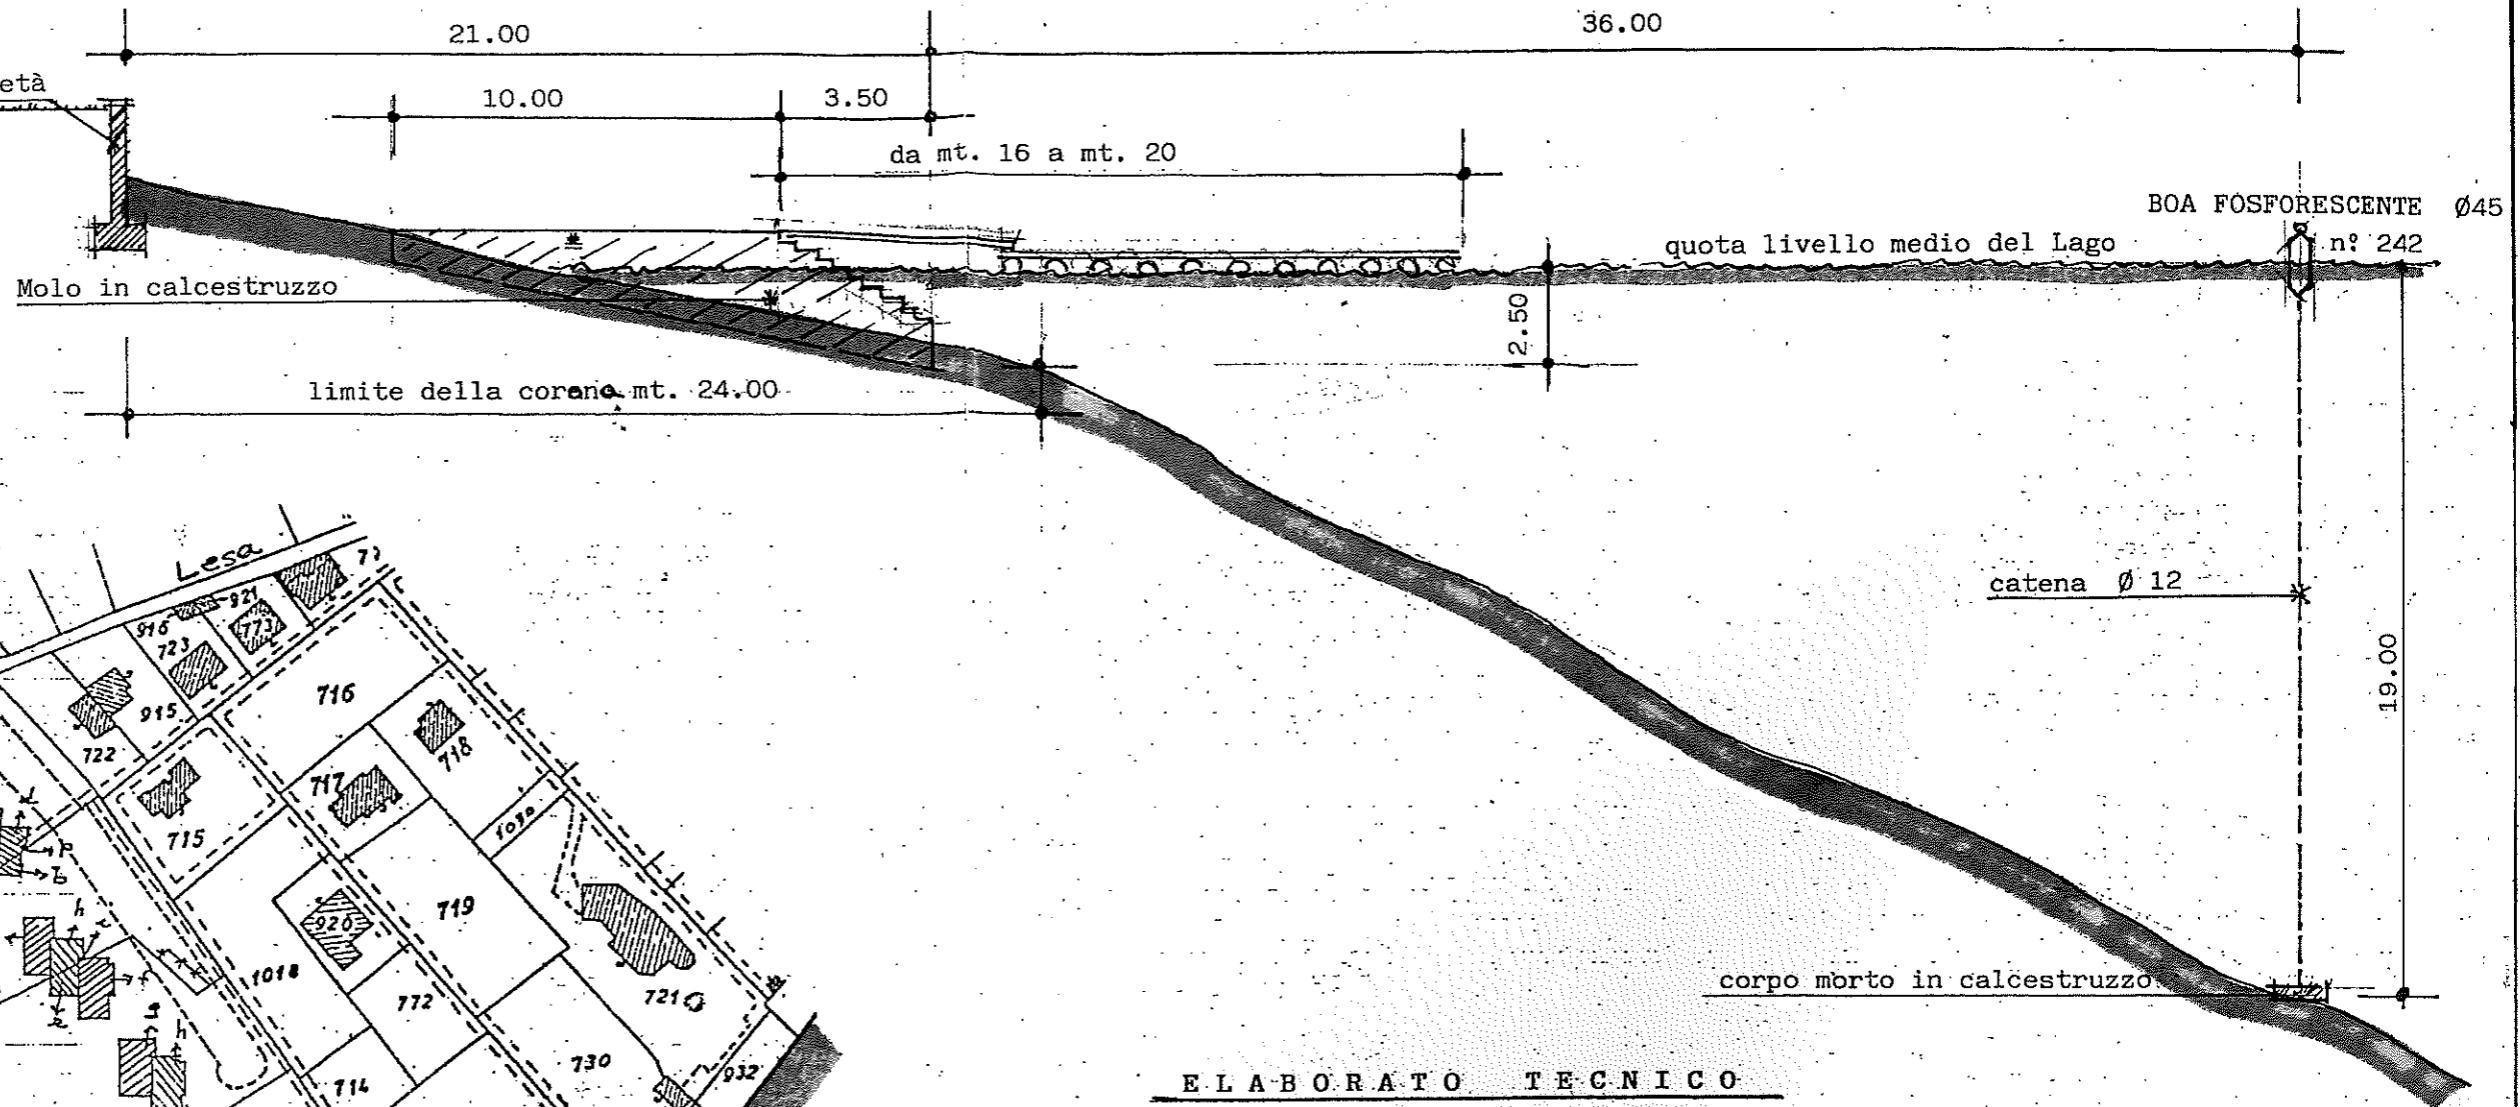 21.00
36.00
età
10.00
3.50
da mt. 16 a mt. 20
BOA FOSFORESCENTE Ø45
n° 242
quota livello medio del Lago
Molo in calcestruzzo
2.50
limite della corona mt. 24.00
Lesa
921
916
773
723
716
915
718
722
717
catena Ø 12
19.00
715
1030
719
920
1018
772
721
corpo morto in calcestruzzo
730
932
714
ELABORATO TECNICO